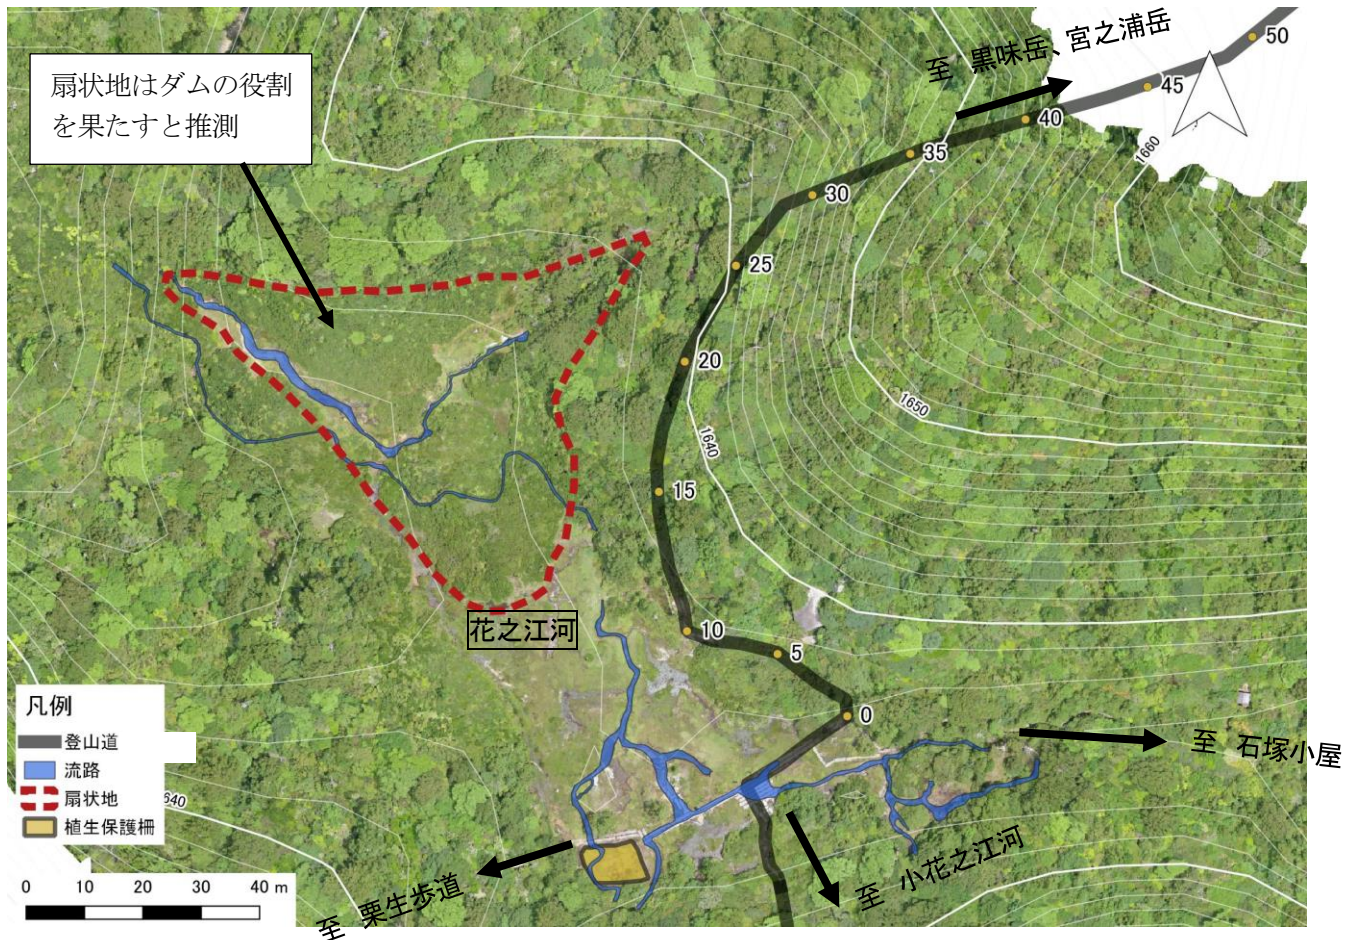 扇状地はダムの役割
を果たすと推測
至 黒味岳、宮之浦岳
50
45
40
35
30
25
20
15
10
5
0
1660
1650
1640
花之江河
至 石塚小屋
至 小花之江河
至 栗生歩道
凡例
登山道
流路
扇状地
植生保護柵
640
0 10 20 30 40 m